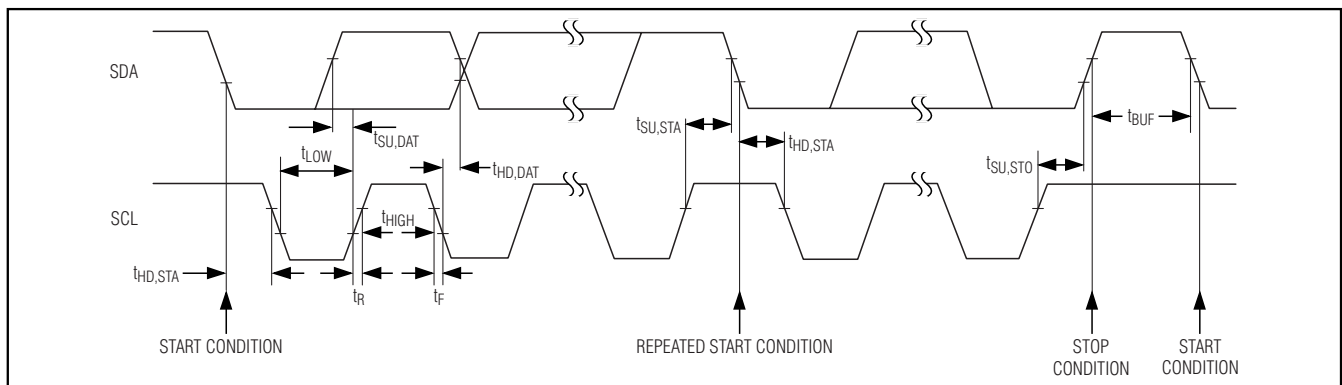 SDA
tSU,DAT
tLOW
tHD,DAT
tSU,STA
tHD,STA
tBUF
tSU,STO
SCL
tHIGH
tHD,STA
tR
tF
START CONDITION
REPEATED START CONDITION
STOP
CONDITION
START
CONDITION